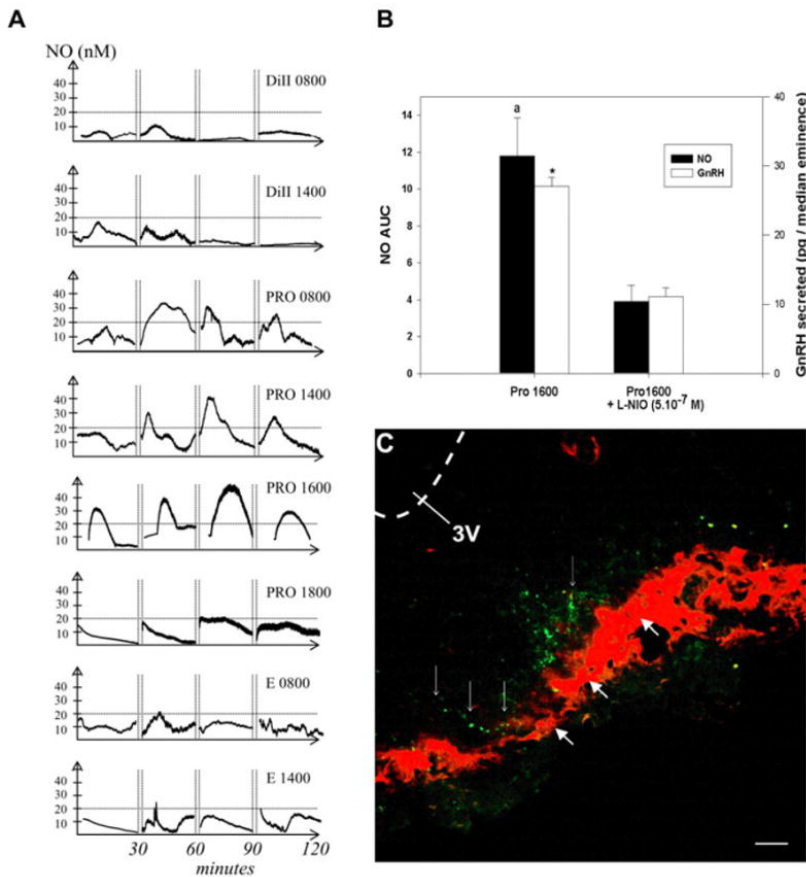 A
NO (nM)
DiII 0800
40
30
20
10
DiII 1400
40
30
20
10
PRO 0800
40
30
20
10
PRO 1400
40
30
20
10
PRO 1600
40
30
20
10
PRO 1800
40
30
20
10
E 0800
40
30
20
10
E 1400
40
30
20
10
30 60 90 120
minutes
B
NO AUC
14
12
10
8
6
4
2
0
a
*
NO
GnRH
40
30
20
10
0
GnRH secreted (pg / median eminence)
Pro 1600
Pro1600
+ L-NIO (5.10⁻⁷ M)
C
3V